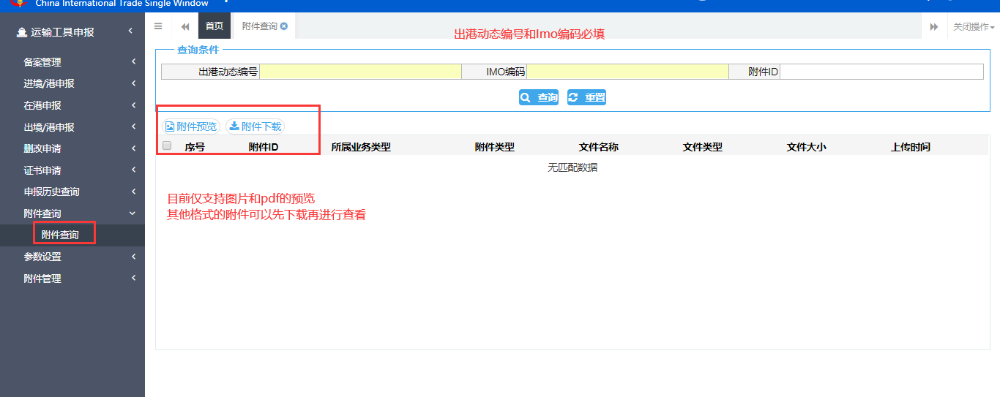 China International Trade Single Window
运输工具申报
首页
附件查询
关闭操作
出港动态编号和Imo编码必填
备案管理
进境/港申报
在港申报
出境/港申报
删改申请
证书申请
申报历史查询
附件查询
附件查询
参数设置
附件管理
查询条件
出港动态编号 IMO编码 附件ID
查询 重置
附件预览 附件下载
序号 附件ID 所属业务类型 附件类型 文件名称 文件类型 文件大小 上传时间
无匹配数据
目前仅支持图片和pdf的预览
其他格式的附件可以先下载再进行查看